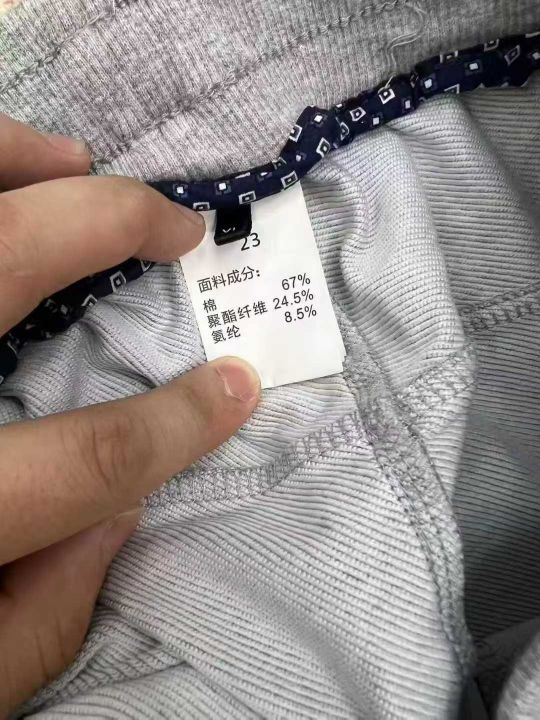 23
面料成分:
棉 67%
聚酯纤维 24.5%
氨纶 8.5%